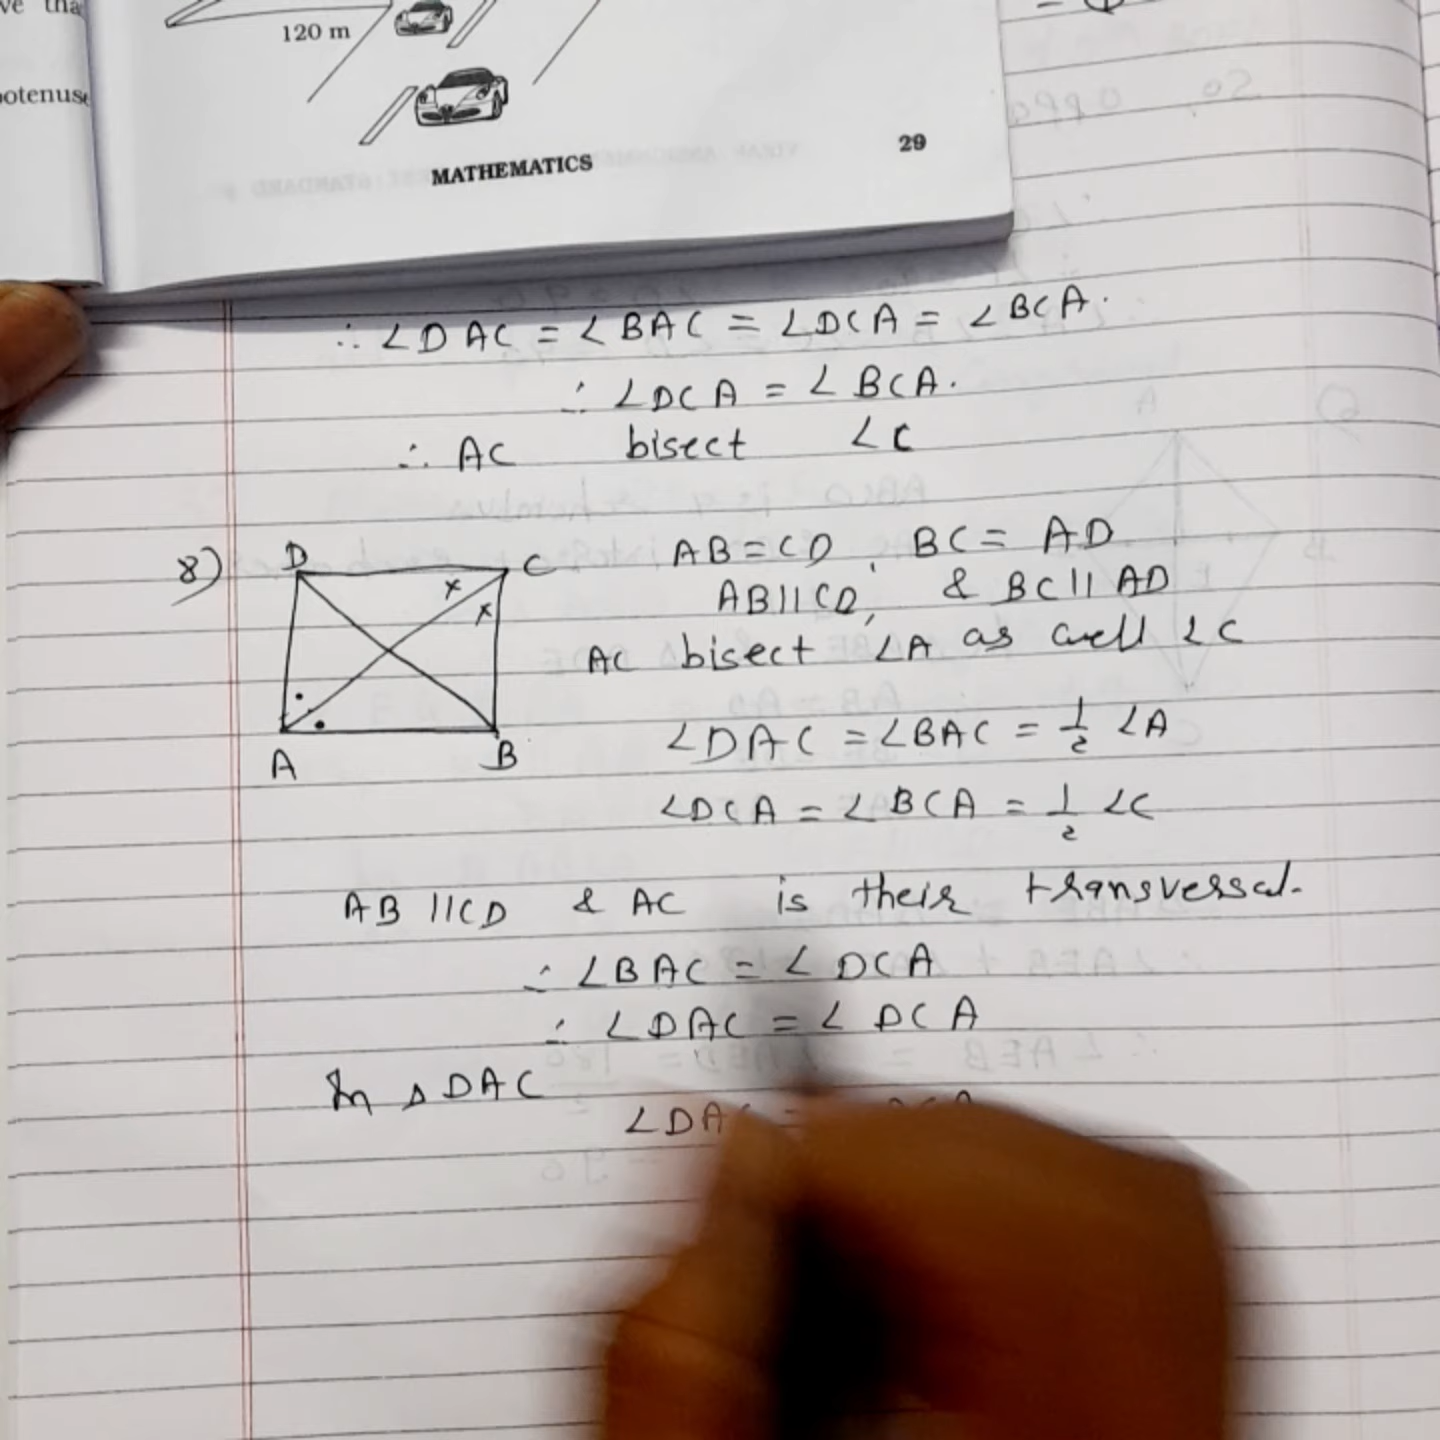 120 m
MATHEMATICS
29
∴ ∠DAC = ∠BAC = ∠DCA = ∠BCA.
∴ ∠DCA = ∠BCA.
∴ AC bisect ∠C
8)
D C
A B
AB=CD, BC= AD
AB||CD, & BC|| AD
AC bisect ∠A as well ∠C
∠DAC = ∠BAC = 1/2 ∠A
∠DCA = ∠BCA = 1/2 ∠C
AB ||CD & AC is their transversal.
∴ ∠BAC = ∠DCA
∴ ∠DAC = ∠DCA
In △DAC